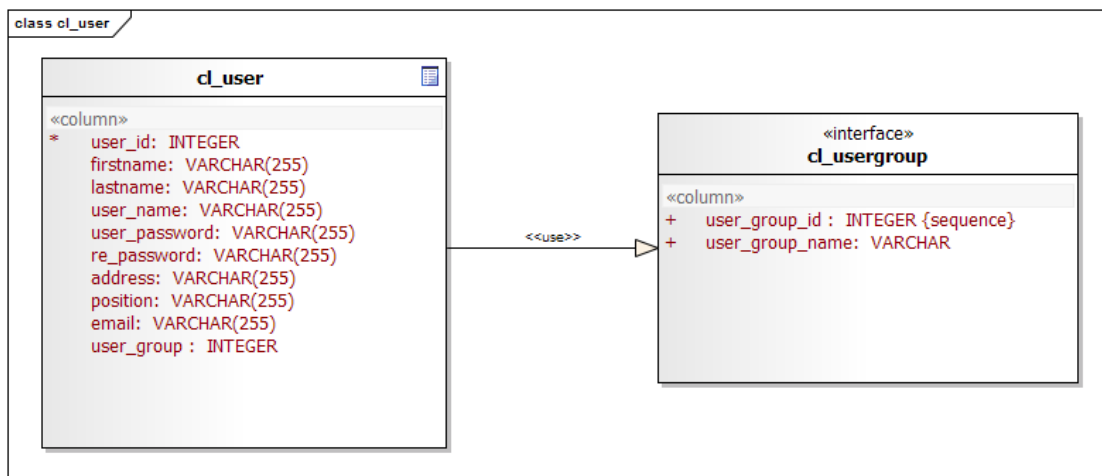 class cl_user
cl_user
«column»
* user_id: INTEGER
firstname: VARCHAR(255)
lastname: VARCHAR(255)
user_name: VARCHAR(255)
user_password: VARCHAR(255)
re_password: VARCHAR(255)
address: VARCHAR(255)
position: VARCHAR(255)
email: VARCHAR(255)
user_group : INTEGER
<<use>>
«interface»
cl_usergroup
«column»
+ user_group_id : INTEGER {sequence}
+ user_group_name: VARCHAR